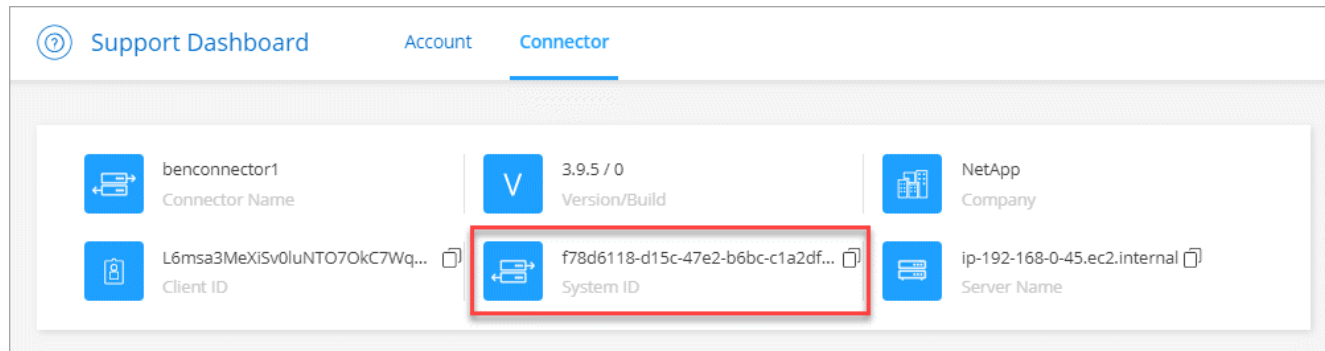 Support Dashboard Account Connector
benconnector1 3.9.5 / 0 NetApp
Connector Name V Version/Build Company
L6msa3MeXiSv0luNTO7OkC7Wq... f78d6118-d15c-47e2-b6bc-c1a2df... ip-192-168-0-45.ec2.internal
Client ID System ID Server Name